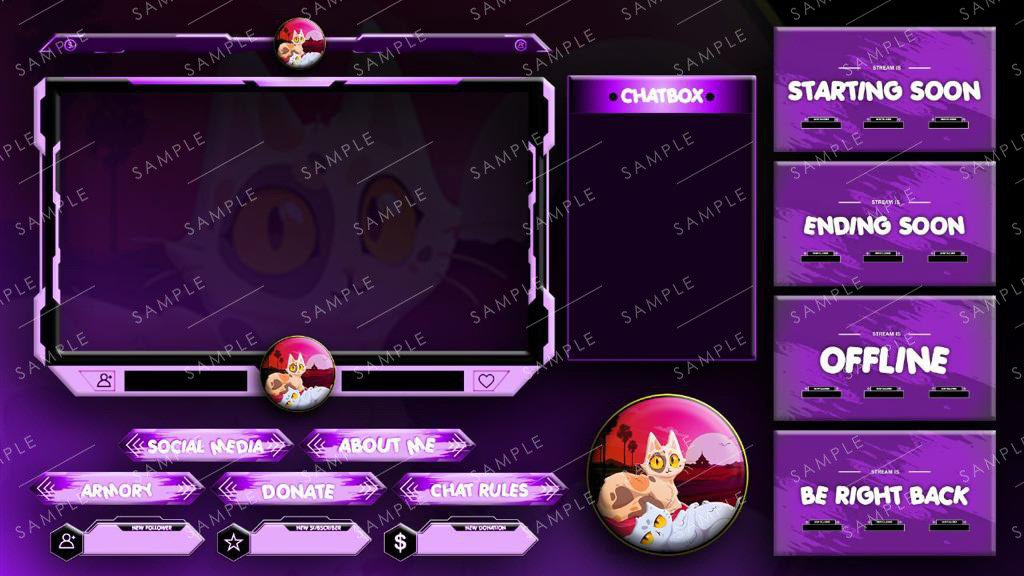 CHATBOX
STREAM IS
STARTING SOON
STREAM IS
ENDING SOON
STREAM IS
OFFLINE
STREAM IS
BE RIGHT BACK
SOCIAL MEDIA
ABOUT ME
ARMORY
DONATE
CHAT RULES
NEW FOLLOWER
NEW SUBSCRIBER
NEW DONATION
$
SAMPLE